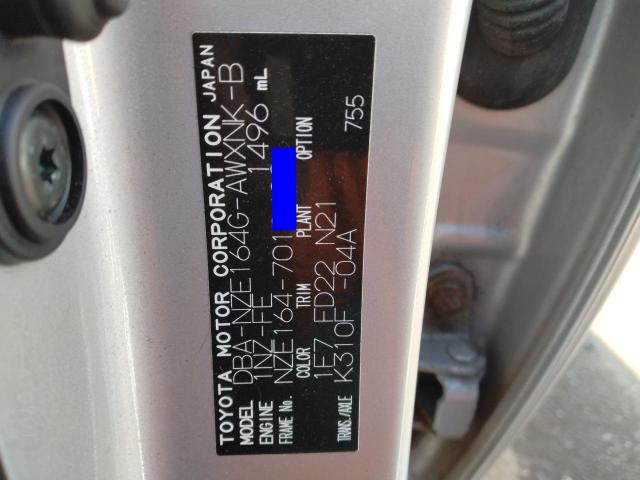 TOYOTA MOTOR CORPORATION JAPAN
MODEL DBA-NZE164G-AWXNK-B
ENGINE 1NZ-FE 1496 mL
FRAME No. NZE164-701
COLOR TRIM PLANT OPTION
1E7 FD22 N21
TRANS./AXLE K310F -04A 755